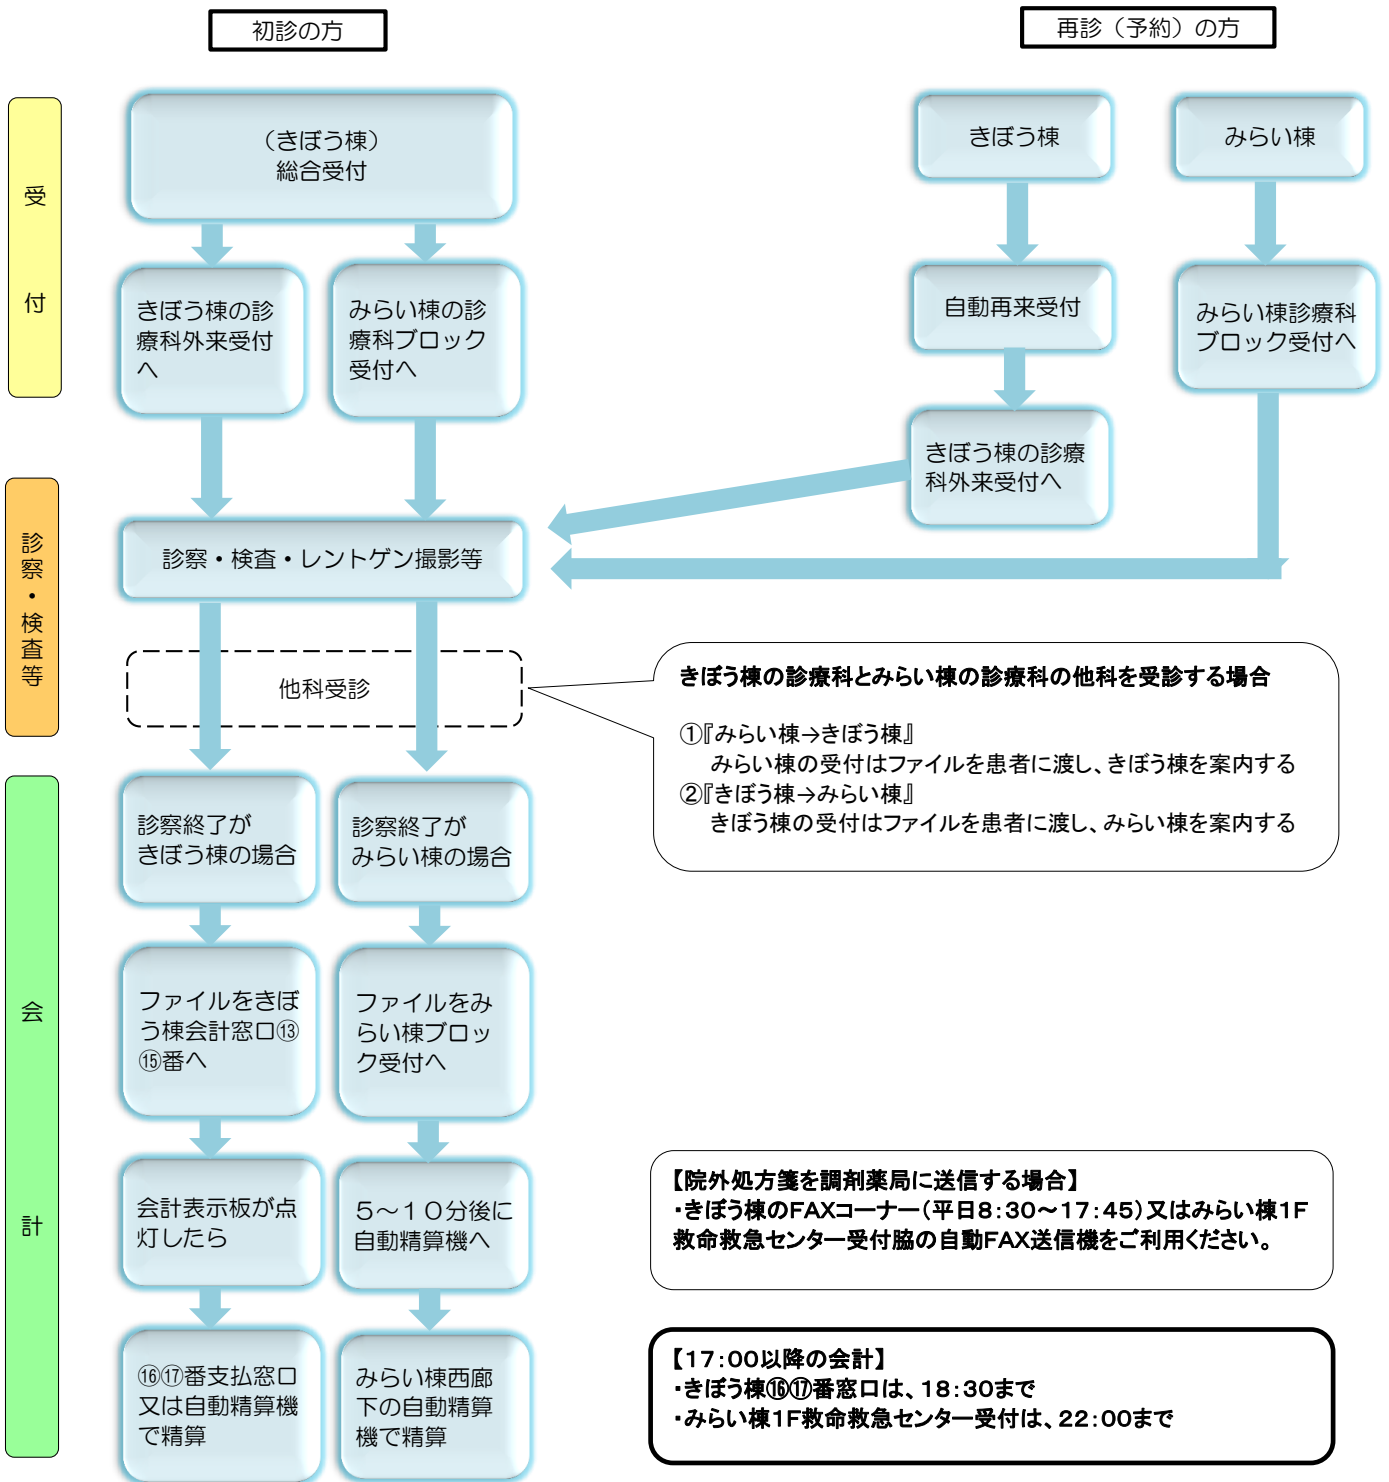 初診の方
再診（予約）の方
受
付
（きぼう棟）
総合受付
きぼう棟
みらい棟
きぼう棟の診
療科外来受付
へ
みらい棟の診
療科ブロック
受付へ
自動再来受付
みらい棟診療科
ブロック受付へ
きぼう棟の診療
科外来受付へ
診察・検査等
診察・検査・レントゲン撮影等
他科受診
きぼう棟の診療科とみらい棟の診療科の他科を受診する場合
①『みらい棟→きぼう棟』
みらい棟の受付はファイルを患者に渡し、きぼう棟を案内する
②『きぼう棟→みらい棟』
きぼう棟の受付はファイルを患者に渡し、みらい棟を案内する
会
計
診察終了が
きぼう棟の場合
診察終了が
みらい棟の場合
ファイルをきぼ
う棟会計窓口⑬
⑮番へ
ファイルをみ
らい棟ブロッ
ク受付へ
会計表示板が点
灯したら
５～１０分後に
自動精算機へ
⑯⑰番支払窓口
又は自動精算機
で精算
みらい棟西廊
下の自動精算
機で精算
【院外処方箋を調剤薬局に送信する場合】
・きぼう棟のFAXコーナー（平日8：30～17：45）又はみらい棟1F
救命救急センター受付脇の自動FAX送信機をご利用ください。
【17：00以降の会計】
・きぼう棟⑯⑰番窓口は、18：30まで
・みらい棟1F救命救急センター受付は、22：00まで